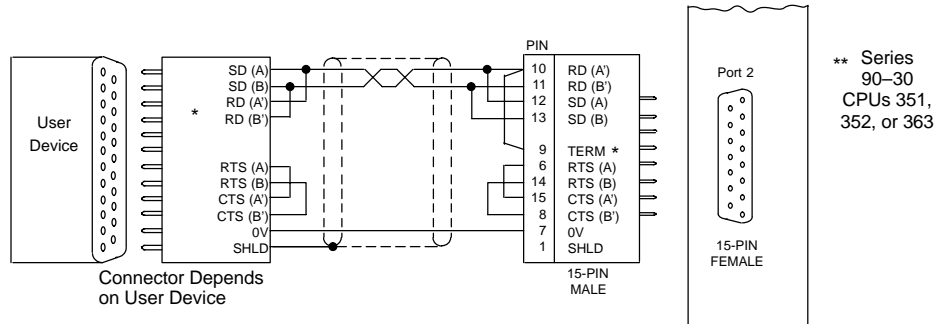 User
Device
*
SD (A)
SD (B)
RD (A')
RD (B')
RTS (A)
RTS (B)
CTS (A')
CTS (B')
0V
SHLD
Connector Depends
on User Device
PIN
10 RD (A')
11 RD (B')
12 SD (A)
13 SD (B)
9 TERM *
6 RTS (A)
14 RTS (B)
15 CTS (A')
8 CTS (B')
7 0V
1 SHLD
15-PIN
MALE
Port 2
15-PIN
FEMALE
** Series
90–30
CPUs 351,
352, or 363